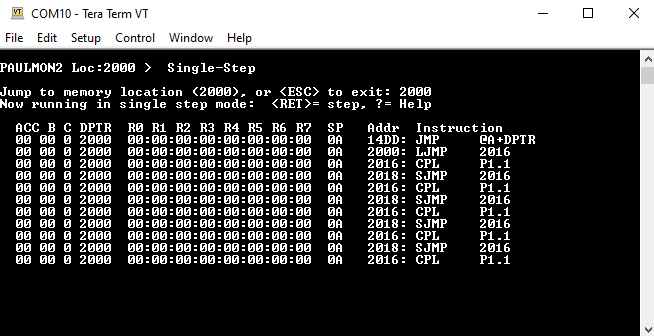 VT COM10 - Tera Term VT
File Edit Setup Control Window Help
PAULMON2 Loc:2000 >  Single-Step
Jump to memory location (2000), or <ESC> to exit: 2000
Now running in single step mode:  <RET>= step, ?= Help
ACC B C DPTR  R0 R1 R2 R3 R4 R5 R6 R7  SP   Addr  Instruction
00 00 0 2000  00:00:00:00:00:00:00:00  0A   14DD: JMP    @A+DPTR
00 00 0 2000  00:00:00:00:00:00:00:00  0A   2000: LJMP   2016
00 00 0 2000  00:00:00:00:00:00:00:00  0A   2016: CPL    P1.1
00 00 0 2000  00:00:00:00:00:00:00:00  0A   2018: SJMP   2016
00 00 0 2000  00:00:00:00:00:00:00:00  0A   2016: CPL    P1.1
00 00 0 2000  00:00:00:00:00:00:00:00  0A   2018: SJMP   2016
00 00 0 2000  00:00:00:00:00:00:00:00  0A   2016: CPL    P1.1
00 00 0 2000  00:00:00:00:00:00:00:00  0A   2018: SJMP   2016
00 00 0 2000  00:00:00:00:00:00:00:00  0A   2016: CPL    P1.1
00 00 0 2000  00:00:00:00:00:00:00:00  0A   2018: SJMP   2016
00 00 0 2000  00:00:00:00:00:00:00:00  0A   2016: CPL    P1.1